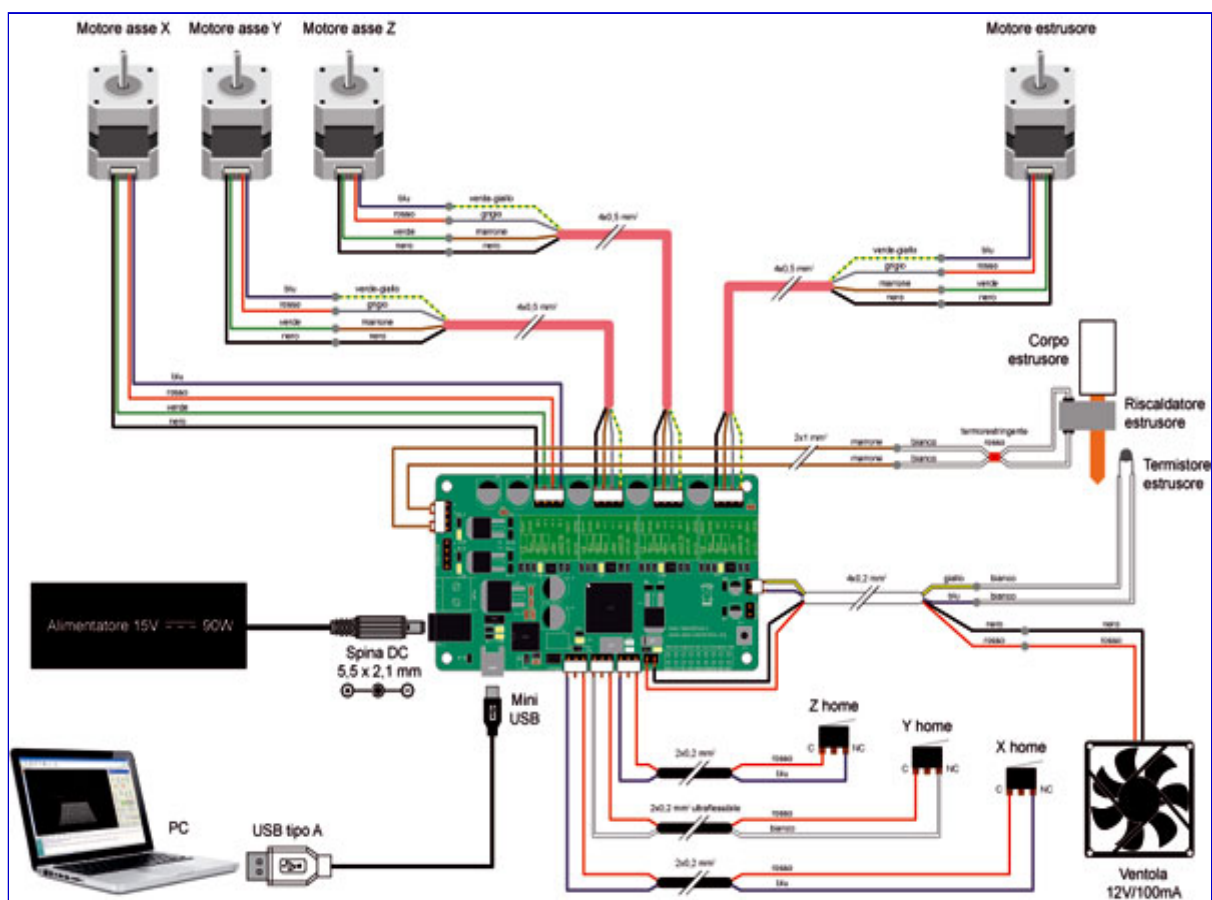 Motore asse X
Motore asse Y
Motore asse Z
Motore estrusore
blu
verde-giallo
rosso
grigio
verde
marrone
nero
nero
4x0,5 mm²
blu
verde-giallo
rosso
grigio
verde
marrone
nero
nero
4x0,5 mm²
verde-giallo
blu
grigio
rosso
marrone
verde
nero
nero
4x0,5 mm²
blu
rosso
verde
nero
Corpo
estrusore
Riscaldatore
estrusore
Termistore
estrusore
2x1 mm²
marrone
bianco
marrone
bianco
termorestringente
rosso
4x0,2 mm²
giallo
bianco
blu
bianco
nero
nero
rosso
rosso
Alimentatore 15V
90W
Spina DC
5,5 x 2,1 mm
Mini
USB
PC
USB tipo A
Z home
C
NC
2x0,2 mm²
rosso
blu
Y home
C
NC
2x0,2 mm² ultraflessibile
rosso
bianco
X home
C
NC
2x0,2 mm²
rosso
blu
Ventola
12V/100mA